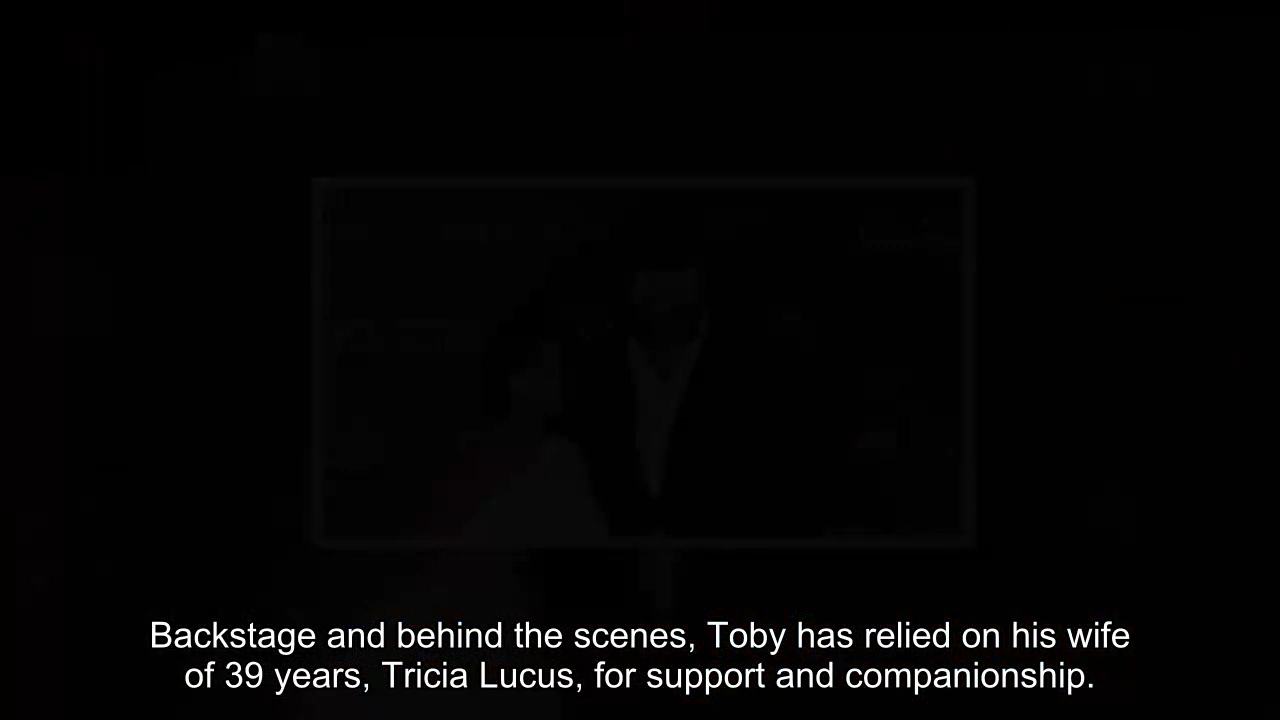 Backstage and behind the scenes, Toby has relied on his wife
of 39 years, Tricia Lucus, for support and companionship.